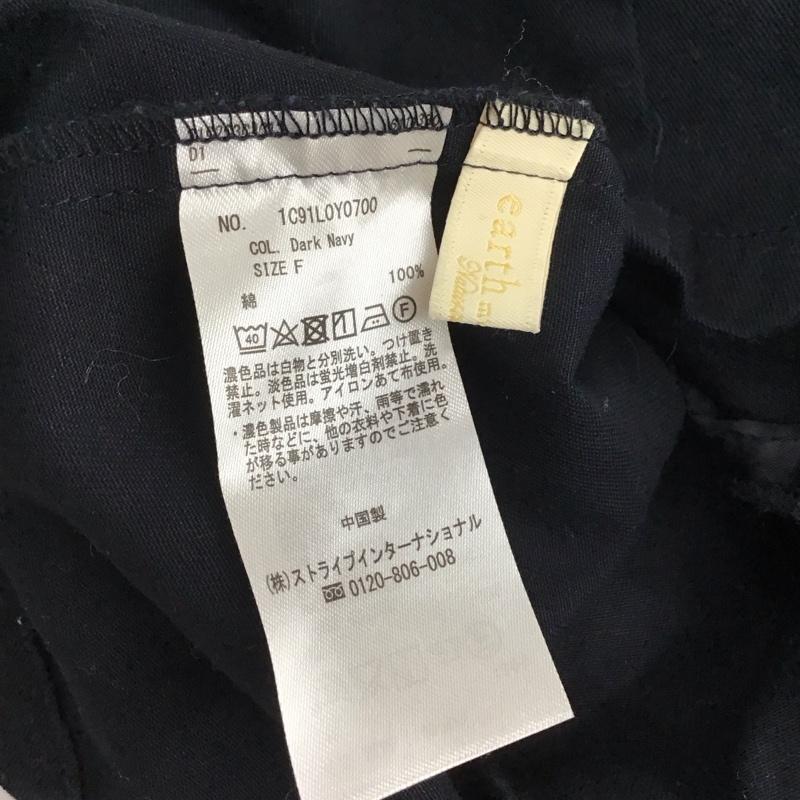 D1
NO. 1C91L0Y0700
COL. Dark Navy
SIZE F
綿 100%
40 F
濃色品は白物と分別洗い。つけ置き
禁止。淡色品は蛍光増白剤禁止。洗
濯ネット使用。アイロンあて布使用。
・濃色製品は摩擦や汗、雨等で濡れ
た時などに、他の衣料や下着に色
が移る事がありますのでご注意く
ださい。
中国製
(株)ストライプインターナショナル
0120-806-008
earth